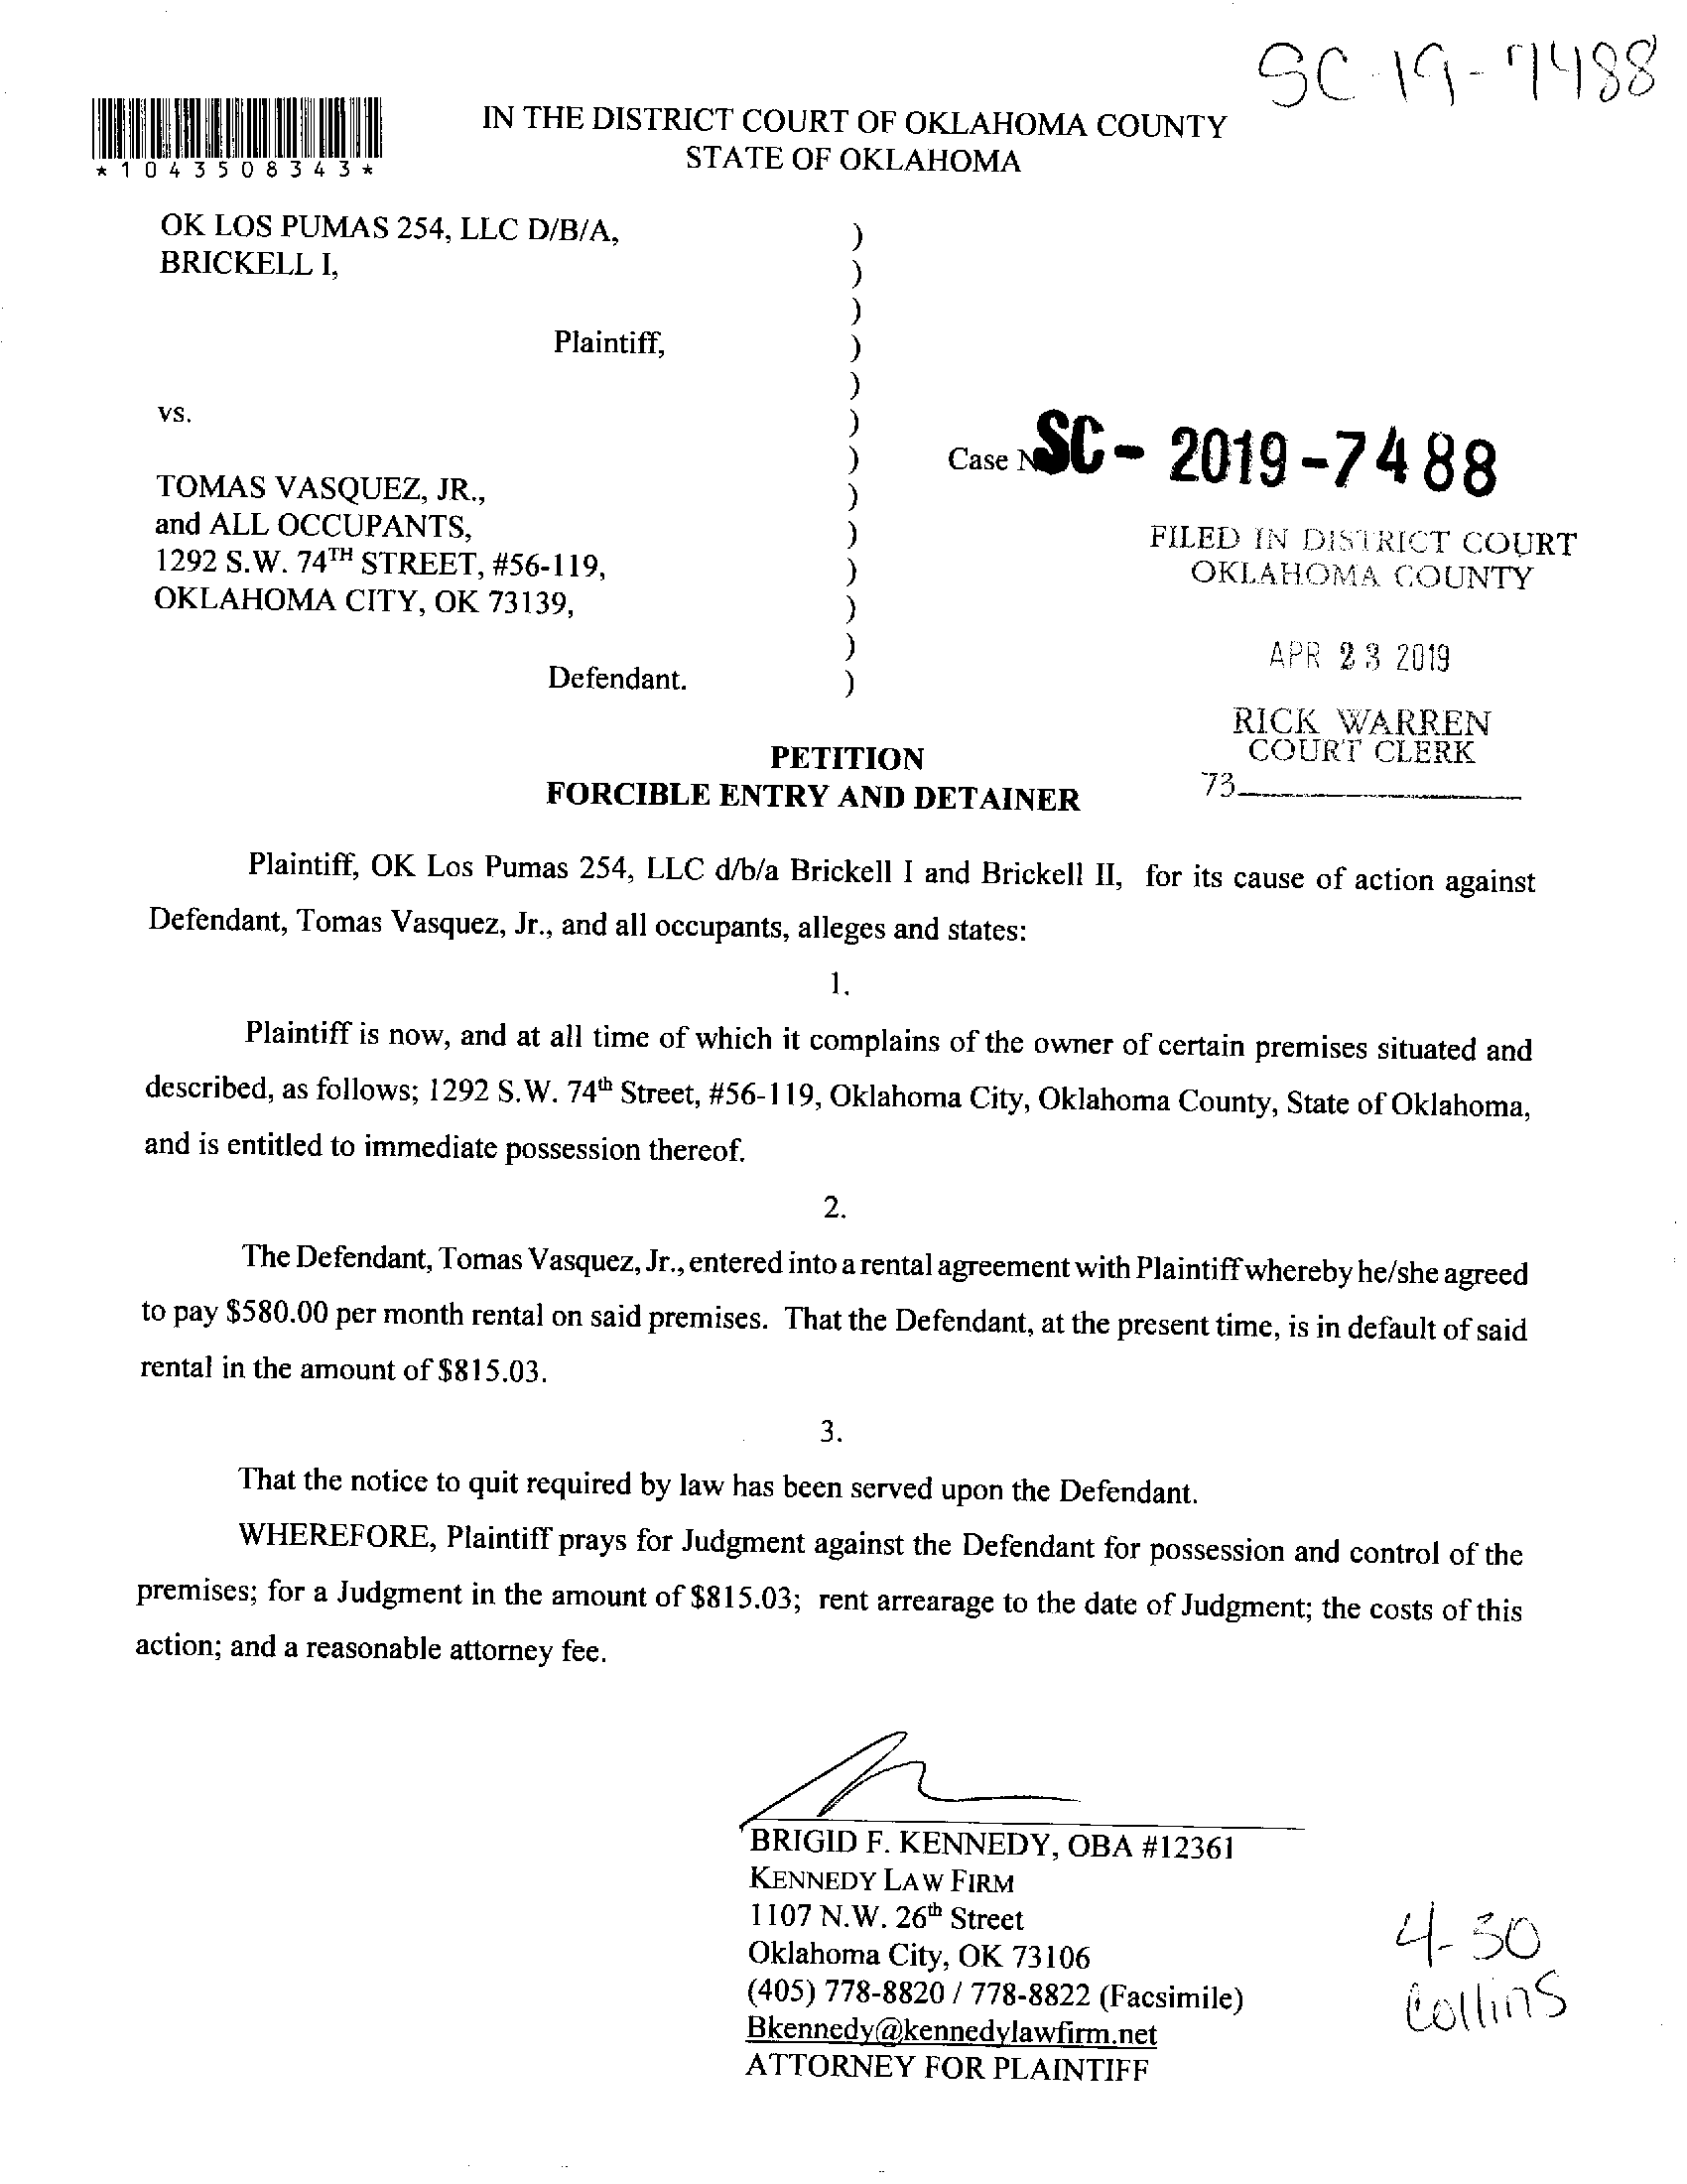 SC-19-7488
*1043508343*
IN THE DISTRICT COURT OF OKLAHOMA COUNTY
STATE OF OKLAHOMA
OK LOS PUMAS 254, LLC D/B/A,
BRICKELL I,
Plaintiff,
vs.
Case N SC-2019-7488
TOMAS VASQUEZ, JR.,
and ALL OCCUPANTS,
1292 S.W. 74TH STREET, #56-119,
OKLAHOMA CITY, OK 73139,
Defendant.
FILED IN DISTRICT COURT
OKLAHOMA COUNTY
APR 23 2019
RICK WARREN
COURT CLERK
73
PETITION
FORCIBLE ENTRY AND DETAINER
Plaintiff, OK Los Pumas 254, LLC d/b/a Brickell I and Brickell II, for its cause of action against
Defendant, Tomas Vasquez, Jr., and all occupants, alleges and states:
1.
Plaintiff is now, and at all time of which it complains of the owner of certain premises situated and
described, as follows; 1292 S.W. 74th Street, #56-119, Oklahoma City, Oklahoma County, State of Oklahoma,
and is entitled to immediate possession thereof.
2.
The Defendant, Tomas Vasquez, Jr., entered into a rental agreement with Plaintiff whereby he/she agreed
to pay $580.00 per month rental on said premises. That the Defendant, at the present time, is in default of said
rental in the amount of $815.03.
3.
That the notice to quit required by law has been served upon the Defendant.
WHEREFORE, Plaintiff prays for Judgment against the Defendant for possession and control of the
premises; for a Judgment in the amount of $815.03; rent arrearage to the date of Judgment; the costs of this
action; and a reasonable attorney fee.
BRIGID F. KENNEDY, OBA #12361
KENNEDY LAW FIRM
1107 N.W. 26th Street
Oklahoma City, OK 73106
(405) 778-8820 / 778-8822 (Facsimile)
Bkennedy@kennedylawfirm.net
ATTORNEY FOR PLAINTIFF
4-30
Collins